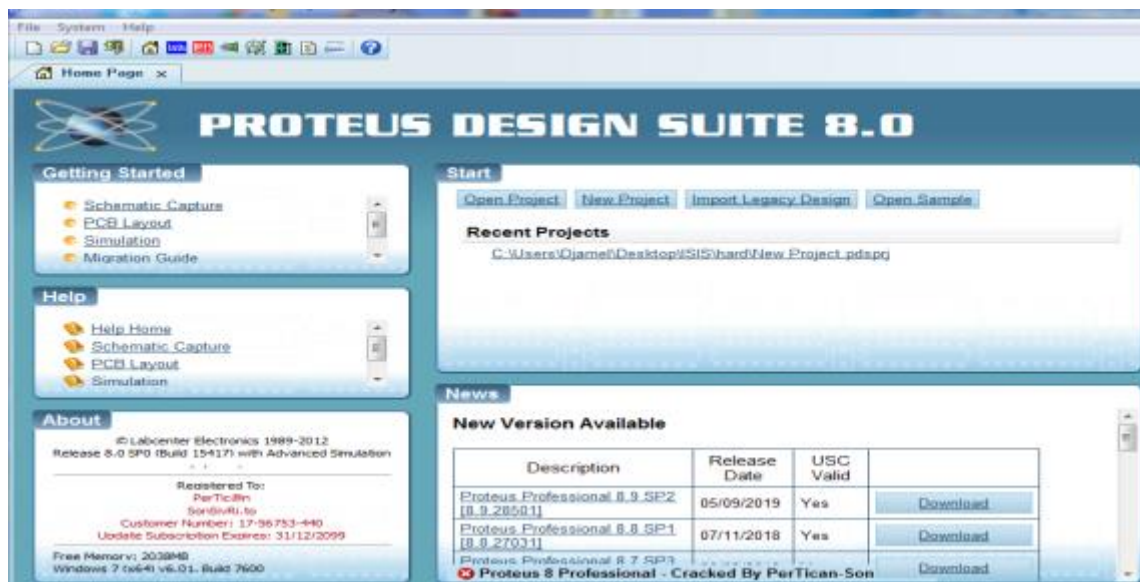 File System Help
Home Page
PROTEUS DESIGN SUITE 8.0
Getting Started
Schematic Capture
PCB Layout
Simulation
Migration Guide
Help
Help Home
Schematic Capture
PCB Layout
Simulation
About
© Labcenter Electronics 1989-2012
Release 8.0 SP0 (Build 15417) with Advanced Simulation
Registered To:
Customer Number: 17-56753-440
Update Subscription Expires: 31/12/2099
Free Memory: 2038MB
Windows 7 (x64) v6.01, Build 7600
Start
Open Project New Project Import Legacy Design Open Sample
Recent Projects
C:\Users\Djamel\Desktop\ISIS\hard\New Project.pdsprj
News
New Version Available
Description Release Date USC Valid
Proteus Professional 8.9 SP2 [8.9.28501] 05/09/2019 Yes Download
Proteus Professional 8.8 SP1 [8.8.27031] 07/11/2018 Yes Download
Proteus Professional 8.7 SP3 Download
Proteus 8 Professional - Cracked By PerTican-Son